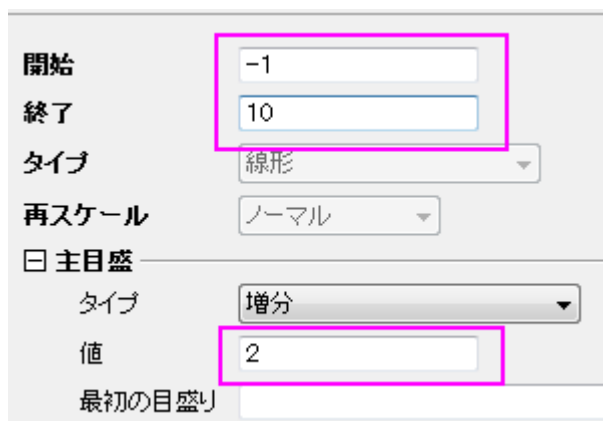 開始 -1
終了 10
タイプ 線形
再スケール ノーマル
主目盛
タイプ 増分
値 2
最初の目盛り